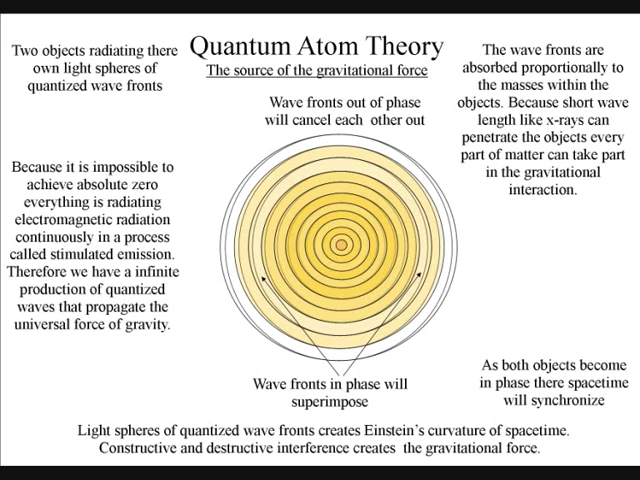 Quantum Atom Theory
The source of the gravitational force
Two objects radiating there
own light spheres of
quantized wave fronts
Wave fronts out of phase
will cancel each other out
The wave fronts are
absorbed proportionally to
the masses within the
objects. Because short wave
length like x-rays can
penetrate the objects every
part of matter can take part
in the gravitational
interaction.
Because it is impossible to
achieve absolute zero
everything is radiating
electromagnetic radiation
continuously in a process
called stimulated emission.
Therefore we have a infinite
production of quantized
waves that propagate the
universal force of gravity.
Wave fronts in phase will
superimpose
As both objects become
in phase there spacetime
will synchronize
Light spheres of quantized wave fronts creates Einstein's curvature of spacetime.
Constructive and destructive interference creates the gravitational force.